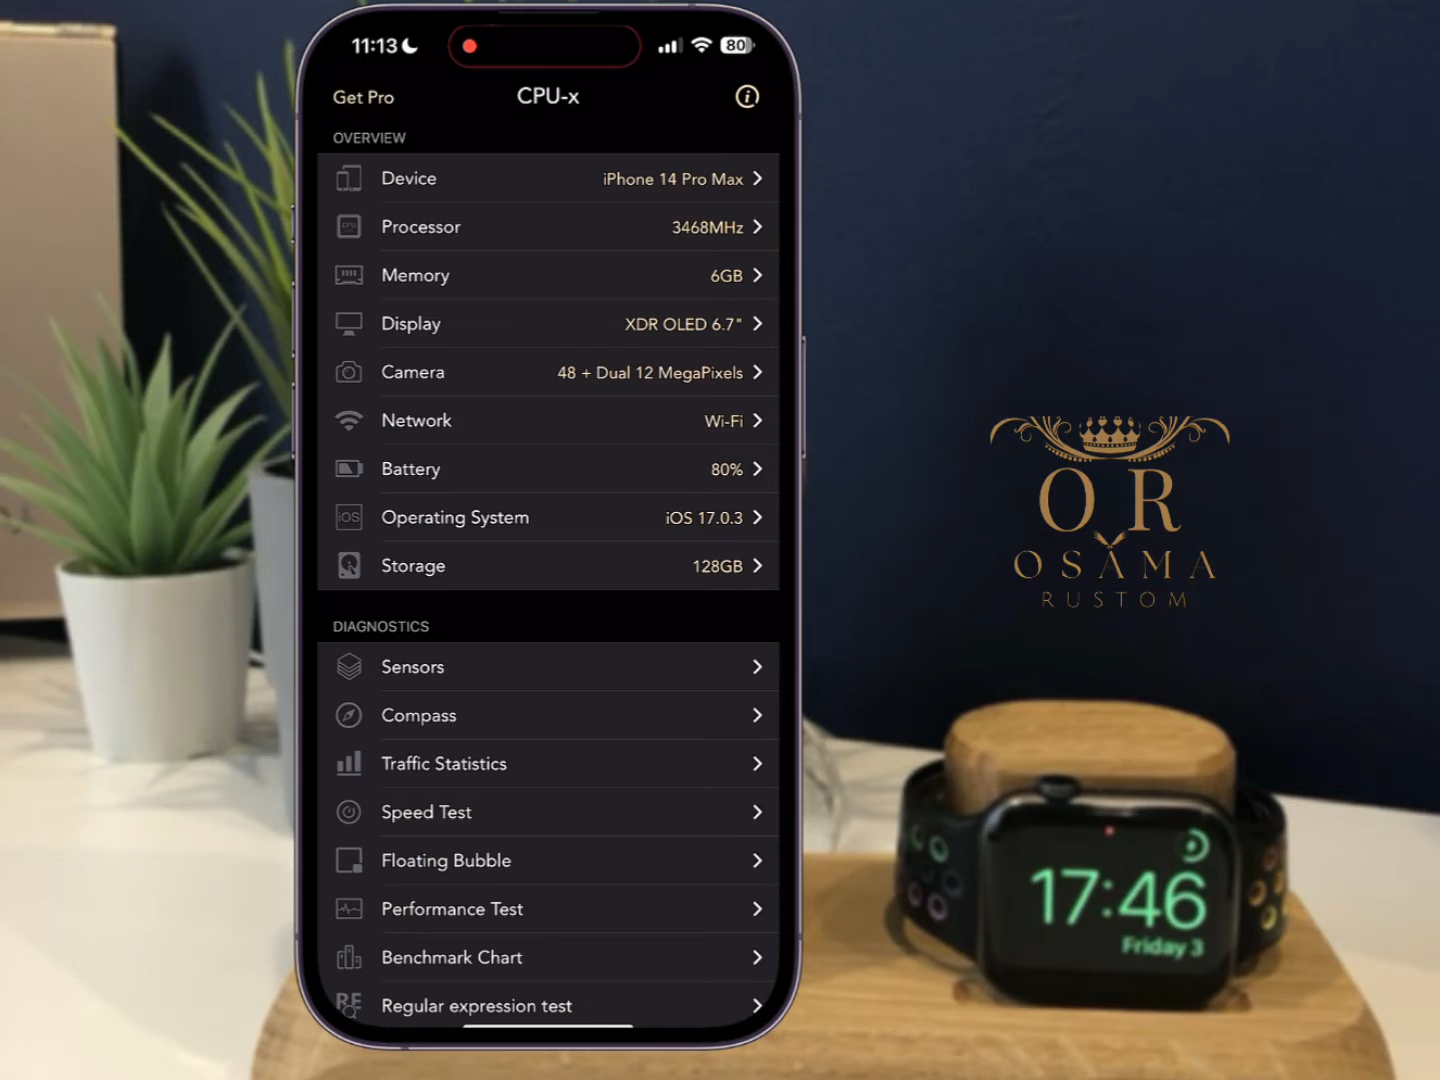 11:13
80
Get Pro
CPU-x
OVERVIEW
Device
iPhone 14 Pro Max
Processor
3468MHz
Memory
6GB
Display
XDR OLED 6.7"
Camera
48 + Dual 12 MegaPixels
Network
Wi-Fi
Battery
80%
Operating System
iOS 17.0.3
Storage
128GB
DIAGNOSTICS
Sensors
Compass
Traffic Statistics
Speed Test
Floating Bubble
Performance Test
Benchmark Chart
Regular expression test
CPU
iOS
RE
O R
OSAMA
RUSTOM
17:46
Friday 3